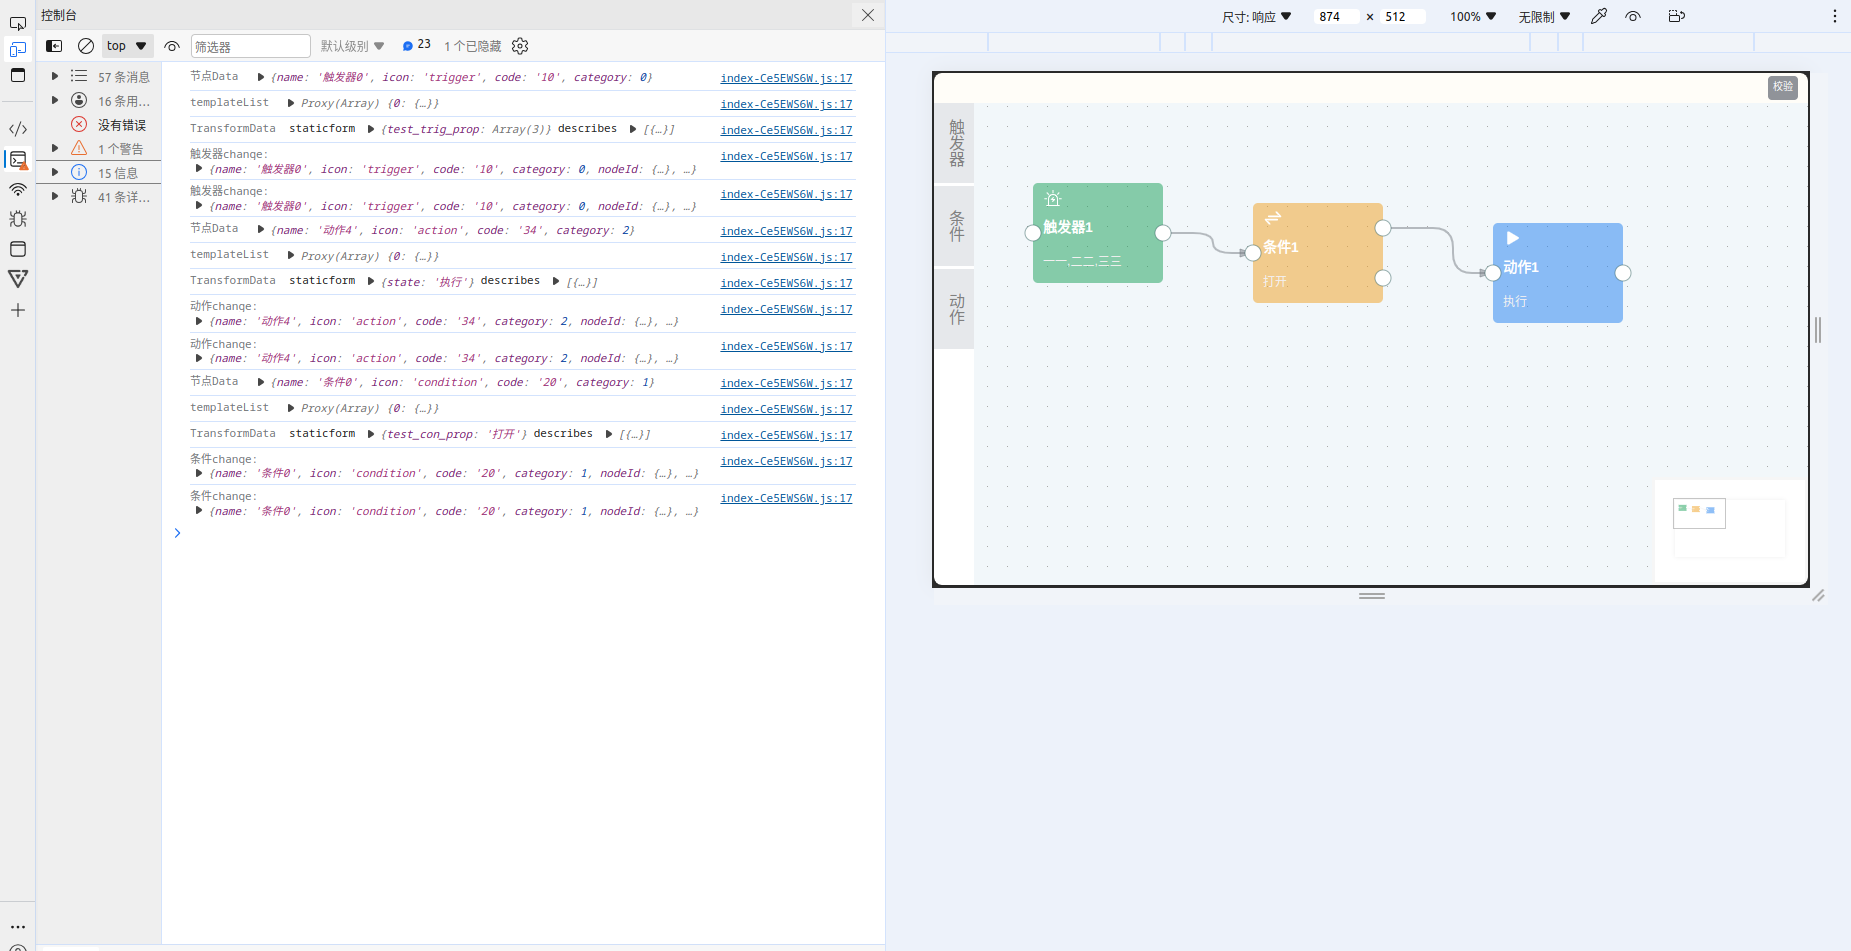 控制台
top
筛选器
默认级别
23
1 个已隐藏
57 条消息
16 条用...
没有错误
1 个警告
15 信息
41 条详...
节点Data {name: '触发器0', icon: 'trigger', code: '10', category: 0} index-Ce5EWS6W.js:17
templateList Proxy(Array) {0: {…}} index-Ce5EWS6W.js:17
TransformData staticform {test_trig_prop: Array(3)} describes [{…}] index-Ce5EWS6W.js:17
触发器change: index-Ce5EWS6W.js:17
{name: '触发器0', icon: 'trigger', code: '10', category: 0, nodeId: {…}, …}
触发器change: index-Ce5EWS6W.js:17
{name: '触发器0', icon: 'trigger', code: '10', category: 0, nodeId: {…}, …}
节点Data {name: '动作4', icon: 'action', code: '34', category: 2} index-Ce5EWS6W.js:17
templateList Proxy(Array) {0: {…}} index-Ce5EWS6W.js:17
TransformData staticform {state: '执行'} describes [{…}] index-Ce5EWS6W.js:17
动作change: index-Ce5EWS6W.js:17
{name: '动作4', icon: 'action', code: '34', category: 2, nodeId: {…}, …}
动作change: index-Ce5EWS6W.js:17
{name: '动作4', icon: 'action', code: '34', category: 2, nodeId: {…}, …}
节点Data {name: '条件0', icon: 'condition', code: '20', category: 1} index-Ce5EWS6W.js:17
templateList Proxy(Array) {0: {…}} index-Ce5EWS6W.js:17
TransformData staticform {test_con_prop: '打开'} describes [{…}] index-Ce5EWS6W.js:17
条件change: index-Ce5EWS6W.js:17
{name: '条件0', icon: 'condition', code: '20', category: 1, nodeId: {…}, …}
条件change: index-Ce5EWS6W.js:17
{name: '条件0', icon: 'condition', code: '20', category: 1, nodeId: {…}, …}
尺寸: 响应
874 × 512
100%
无限制
校验
触发器
条件
动作
触发器1
一一,二二,三三
条件1
打开
动作1
执行